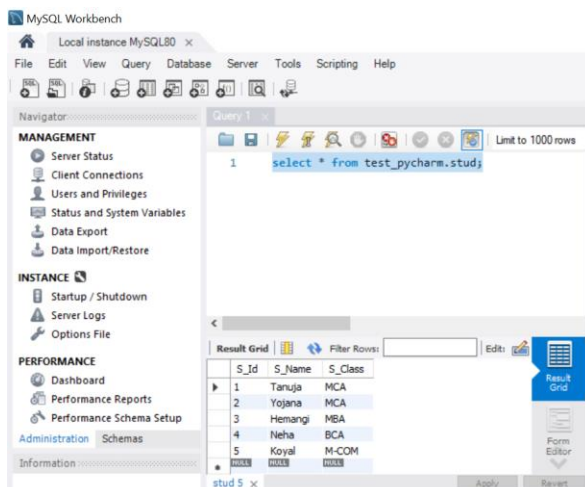 MySQL Workbench
Local instance MySQL80 ×
File Edit View Query Database Server Tools Scripting Help
Navigator
MANAGEMENT
Server Status
Client Connections
Users and Privileges
Status and System Variables
Data Export
Data Import/Restore
INSTANCE
Startup / Shutdown
Server Logs
Options File
PERFORMANCE
Dashboard
Performance Reports
Performance Schema Setup
Administration Schemas
Information
Query 1 ×
Limit to 1000 rows
1 select * from test_pycharm.stud;
Result Grid Filter Rows: Edit:
S_Id S_Name S_Class
1 Tanuja MCA
2 Yojana MCA
3 Hemangi MBA
4 Neha BCA
5 Koyal M-COM
NULL NULL NULL
Result
Grid
Form
Editor
stud 5 ×
Apply Revert